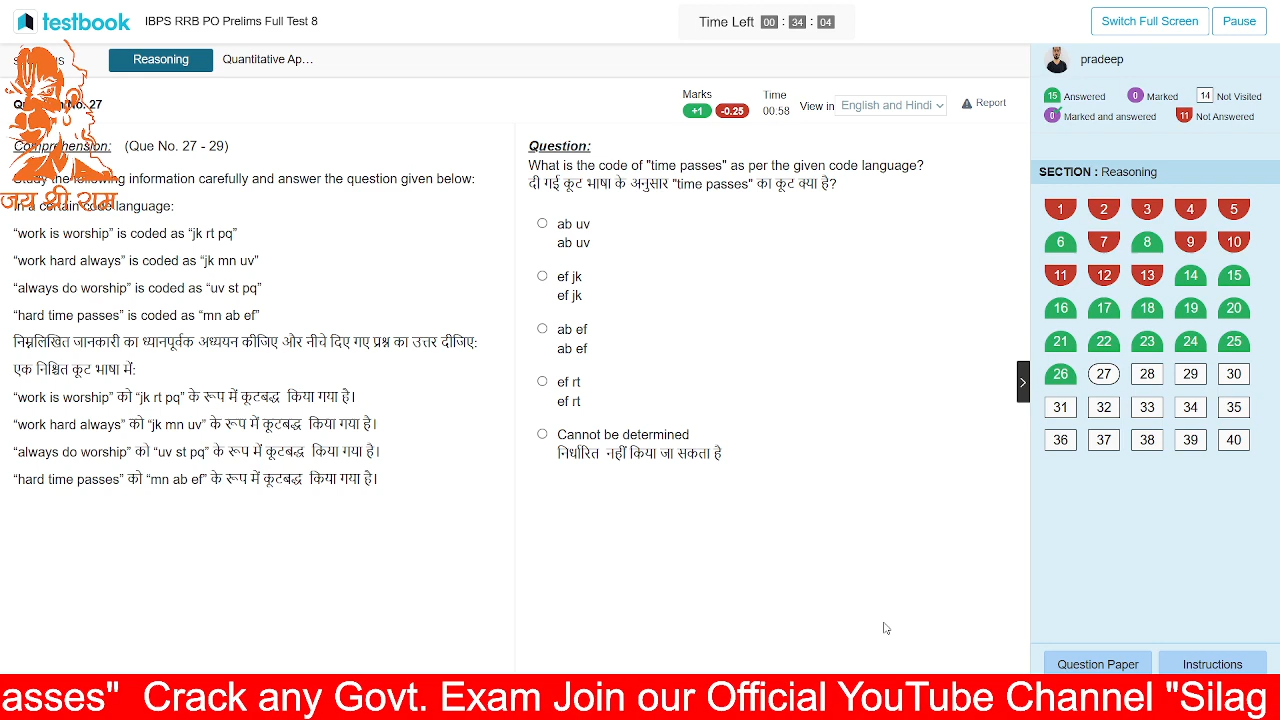 testbook
IBPS RRB PO Prelims Full Test 8
Time Left 00 : 34 : 04
Switch Full Screen
Pause
Reasoning
Quantitative Ap...
pradeep
Question No. 27
Marks
+1 -0.25
Time
00:58
View in English and Hindi
Report
15 Answered
0 Marked
14 Not Visited
0 Marked and answered
11 Not Answered
Comprehension: (Que No. 27 - 29)
Study the following information carefully and answer the question given below:
In a certain code language:
“work is worship” is coded as “jk rt pq”
“work hard always” is coded as “jk mn uv”
“always do worship” is coded as “uv st pq”
“hard time passes” is coded as “mn ab ef”
निम्नलिखित जानकारी का ध्यानपूर्वक अध्ययन कीजिए और नीचे दिए गए प्रश्न का उत्तर दीजिए:
एक निश्चित कूट भाषा में:
“work is worship” को “jk rt pq” के रूप में कूटबद्ध किया गया है।
“work hard always” को “jk mn uv” के रूप में कूटबद्ध किया गया है।
“always do worship” को “uv st pq” के रूप में कूटबद्ध किया गया है।
“hard time passes” को “mn ab ef” के रूप में कूटबद्ध किया गया है।
जय श्री राम
Question:
What is the code of "time passes" as per the given code language?
दी गई कूट भाषा के अनुसार "time passes" का कूट क्या है?
ab uv
ab uv
ef jk
ef jk
ab ef
ab ef
ef rt
ef rt
Cannot be determined
निर्धारित नहीं किया जा सकता है
SECTION : Reasoning
1 2 3 4 5
6 7 8 9 10
11 12 13 14 15
16 17 18 19 20
21 22 23 24 25
26 27 28 29 30
31 32 33 34 35
36 37 38 39 40
Question Paper
Instructions
asses" Crack any Govt. Exam Join our Official YouTube Channel "Silag